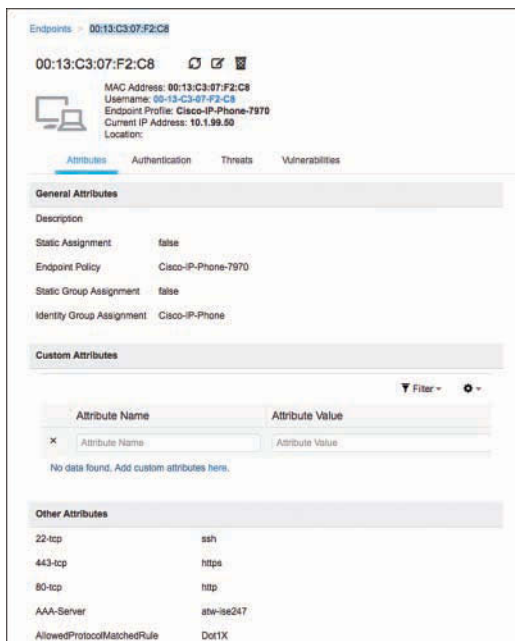 Endpoints > 00:13:C3:07:F2:C8
00:13:C3:07:F2:C8
MAC Address: 00:13:C3:07:F2:C8
Username: 00-13-C3-07-F2-C8
Endpoint Profile: Cisco-IP-Phone-7970
Current IP Address: 10.1.99.50
Location:
Attributes Authentication Threats Vulnerabilities
General Attributes
Description
Static Assignment false
Endpoint Policy Cisco-IP-Phone-7970
Static Group Assignment false
Identity Group Assignment Cisco-IP-Phone
Custom Attributes
Filter
Attribute Name Attribute Value
× Attribute Name Attribute Value
No data found. Add custom attributes here.
Other Attributes
22-tcp ssh
443-tcp https
80-tcp http
AAA-Server atw-ise247
AllowedProtocolMatchedRule Dot1X